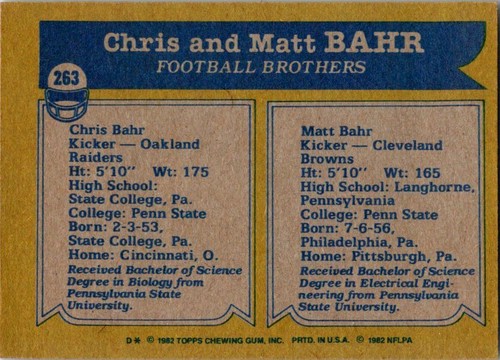 Chris and Matt BAHR
FOOTBALL BROTHERS
263
Chris Bahr
Kicker — Oakland
Raiders
Ht: 5'10" Wt: 175
High School:
State College, Pa.
College: Penn State
Born: 2-3-53,
State College, Pa.
Home: Cincinnati, O.
Received Bachelor of Science
Degree in Biology from
Pennsylvania State
University.
Matt Bahr
Kicker — Cleveland
Browns
Ht: 5'10" Wt: 165
High School: Langhorne,
Pennsylvania
College: Penn State
Born: 7-6-56,
Philadelphia, Pa.
Home: Pittsburgh, Pa.
Received Bachelor of Science
Degree in Electrical Engi-
neering from Pennsylvania
State University.
D* © 1982 TOPPS CHEWING GUM, INC. PRTD. IN U.S.A. © 1982 NFLPA